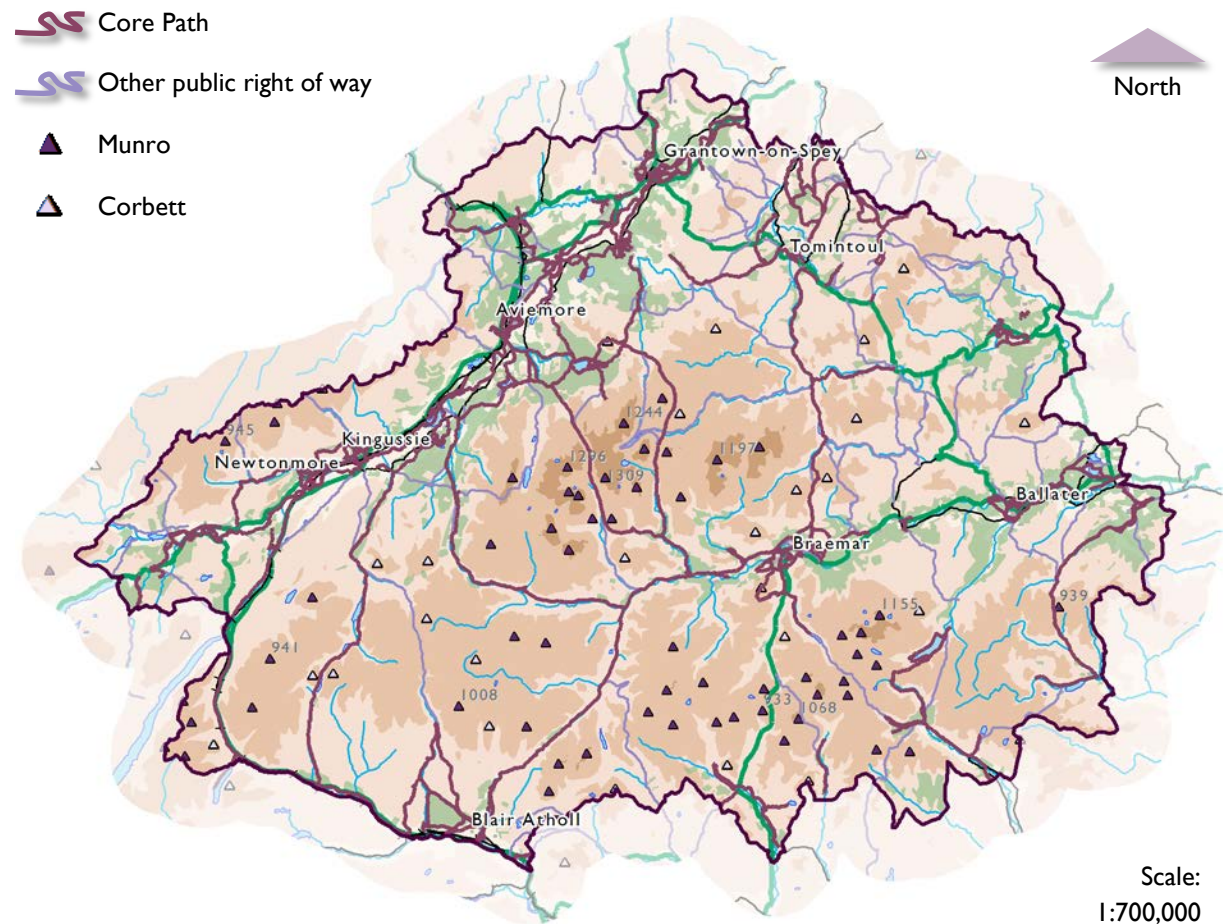 Core Path
Other public right of way
Munro
Corbett
North
Grantown-on-Spey
Tomintoul
Aviemore
1244
945
Kingussie
Newtonmore
1296
1197
1309
Ballater
Braemar
1155
939
941
1008
933
1068
Blair Atholl
Scale:
1:700,000